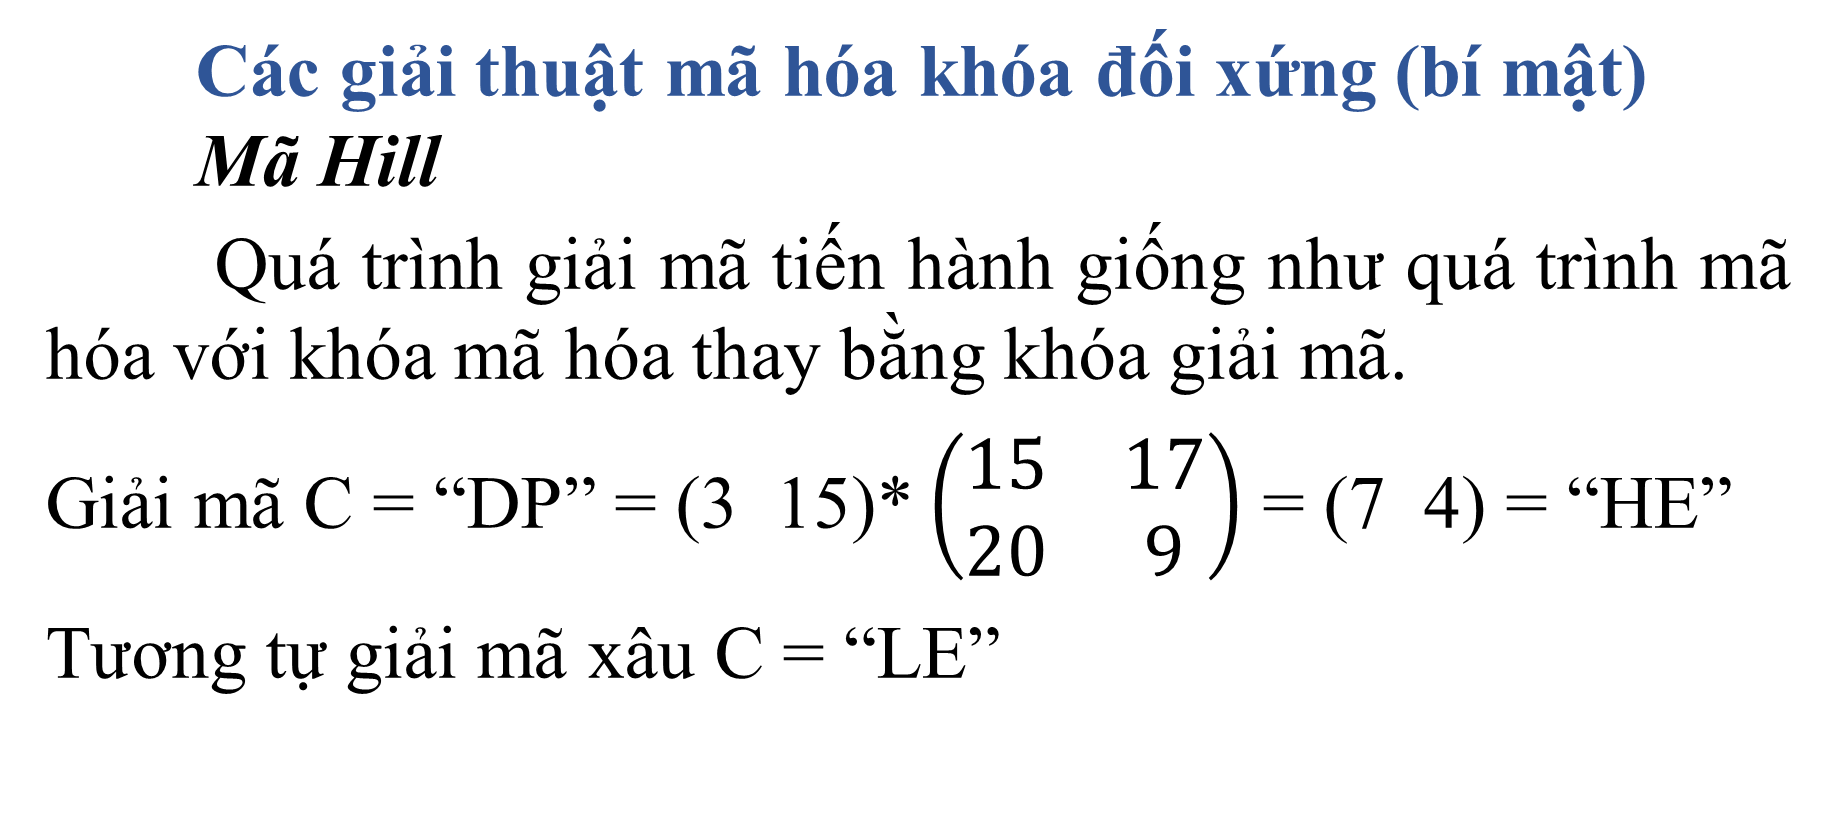 Các giải thuật mã hóa khóa đối xứng (bí mật)
Mã Hill
Quá trình giải mã tiến hành giống như quá trình mã
hóa với khóa mã hóa thay bằng khóa giải mã.
Giải mã C = “DP” = (3 15)* (15 17
20 9) = (7 4) = “HE”
Tương tự giải mã xâu C = “LE”